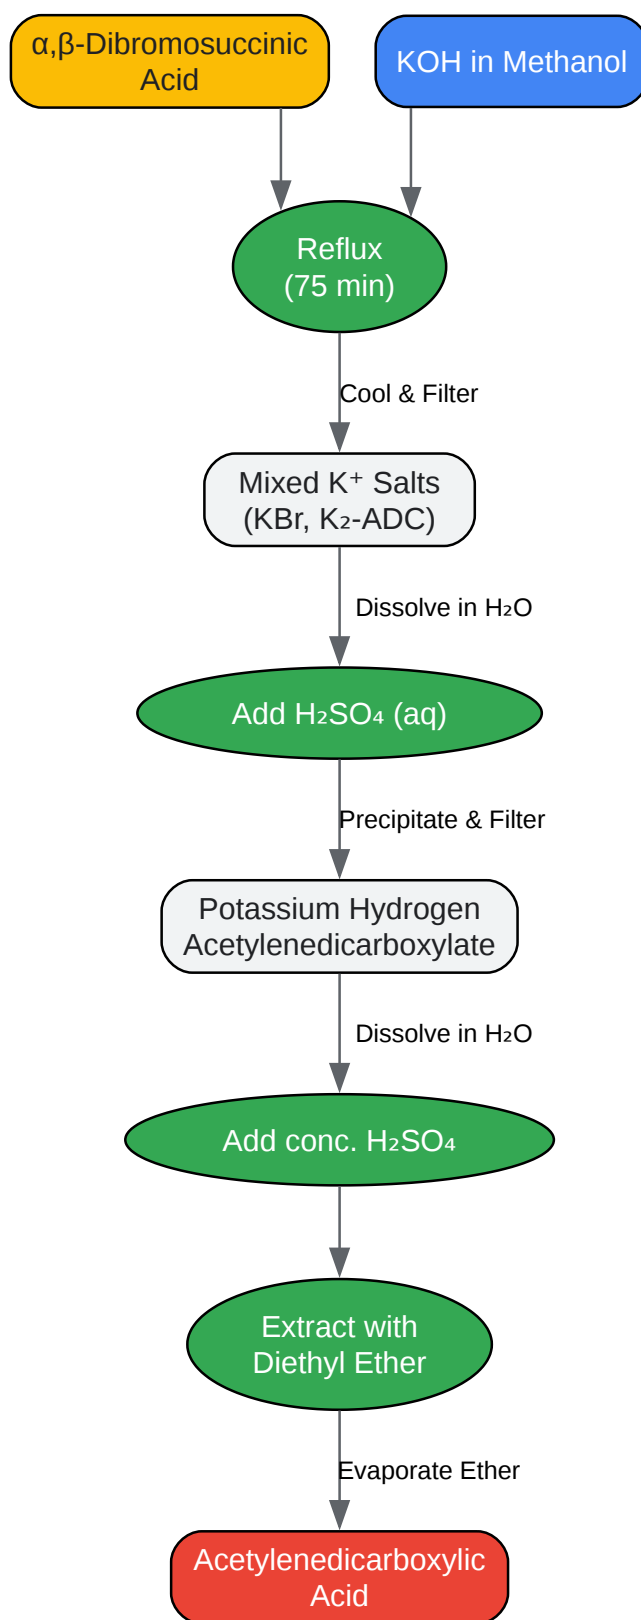 α,β-Dibromosuccinic
Acid
KOH in Methanol
Reflux
(75 min)
Cool & Filter
Mixed K⁺ Salts
(KBr, K₂-ADC)
Dissolve in H₂O
Add H₂SO₄ (aq)
Precipitate & Filter
Potassium Hydrogen
Acetylenedicarboxylate
Dissolve in H₂O
Add conc. H₂SO₄
Extract with
Diethyl Ether
Evaporate Ether
Acetylenedicarboxylic
Acid